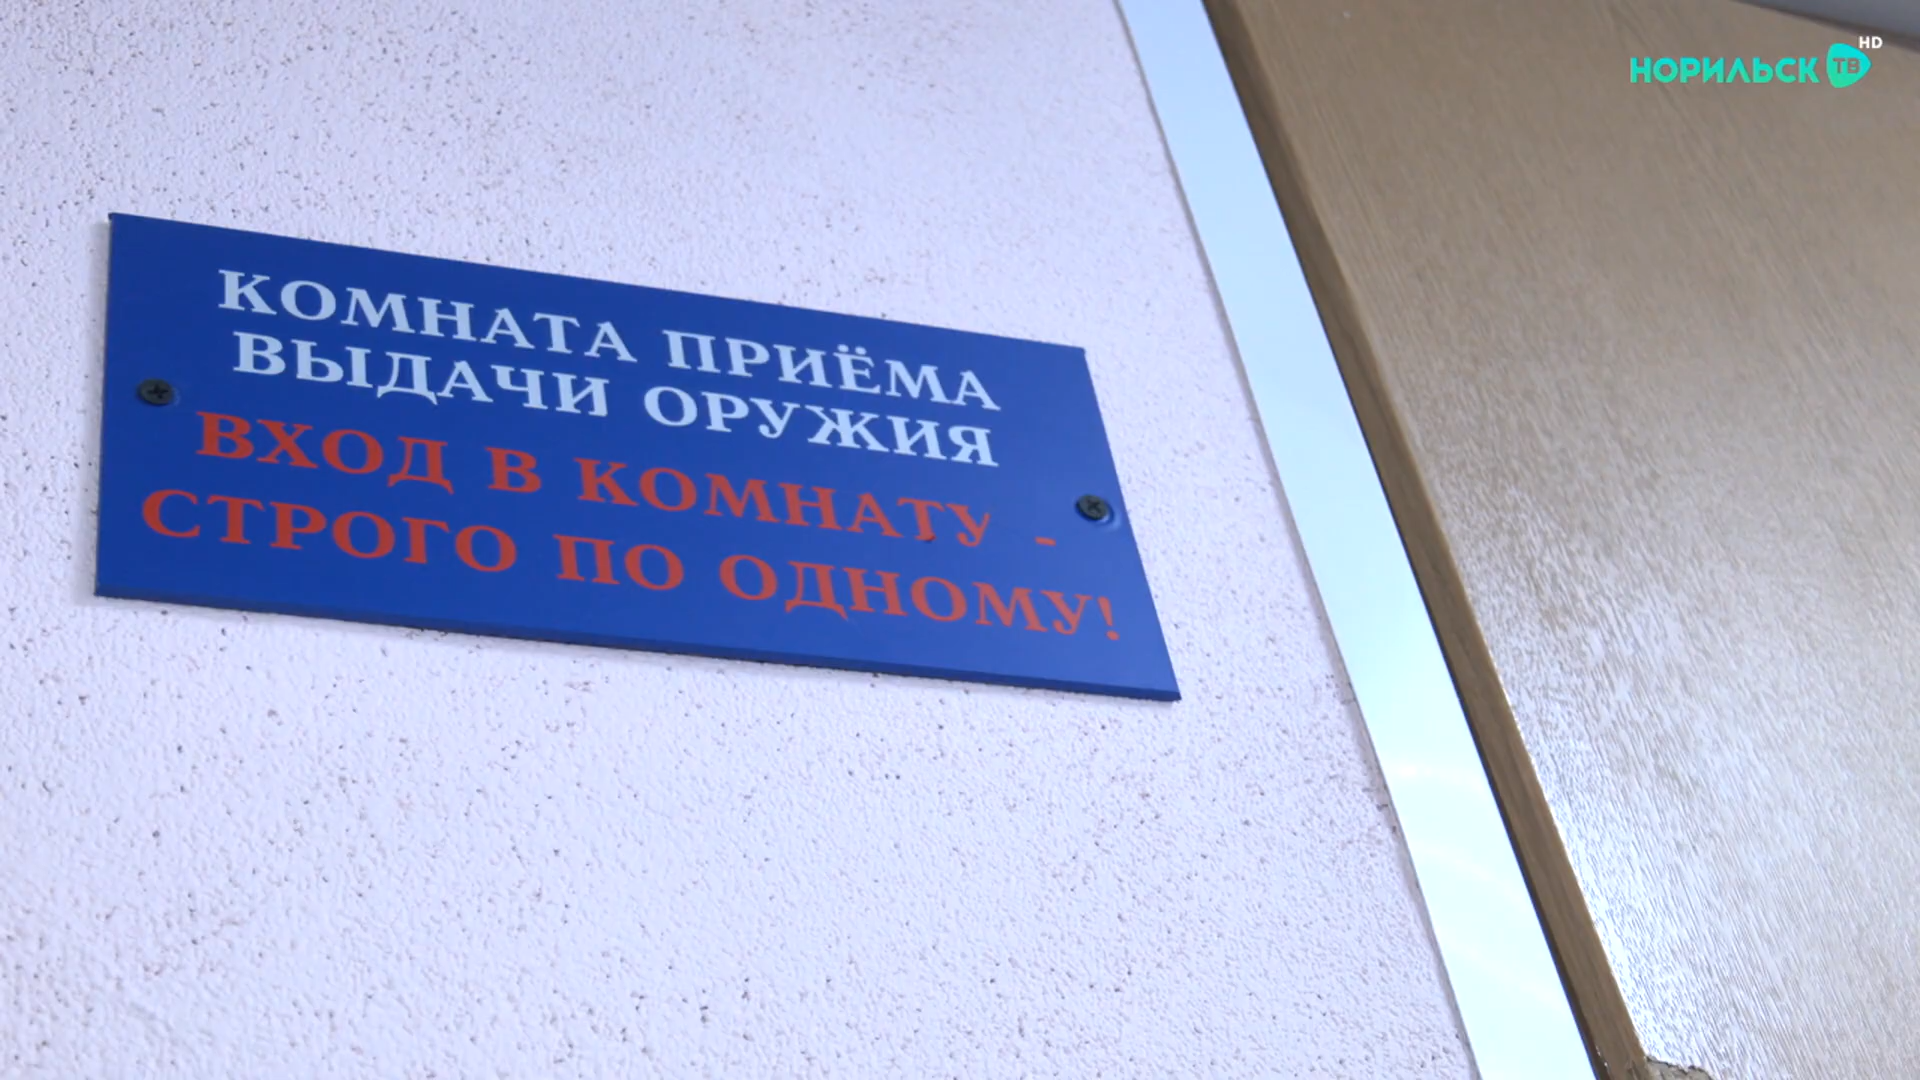 НОРИЛЬСК ТВ HD
КОМНАТА ПРИЁМА
ВЫДАЧИ ОРУЖИЯ
ВХОД В КОМНАТУ -
СТРОГО ПО ОДНОМУ!